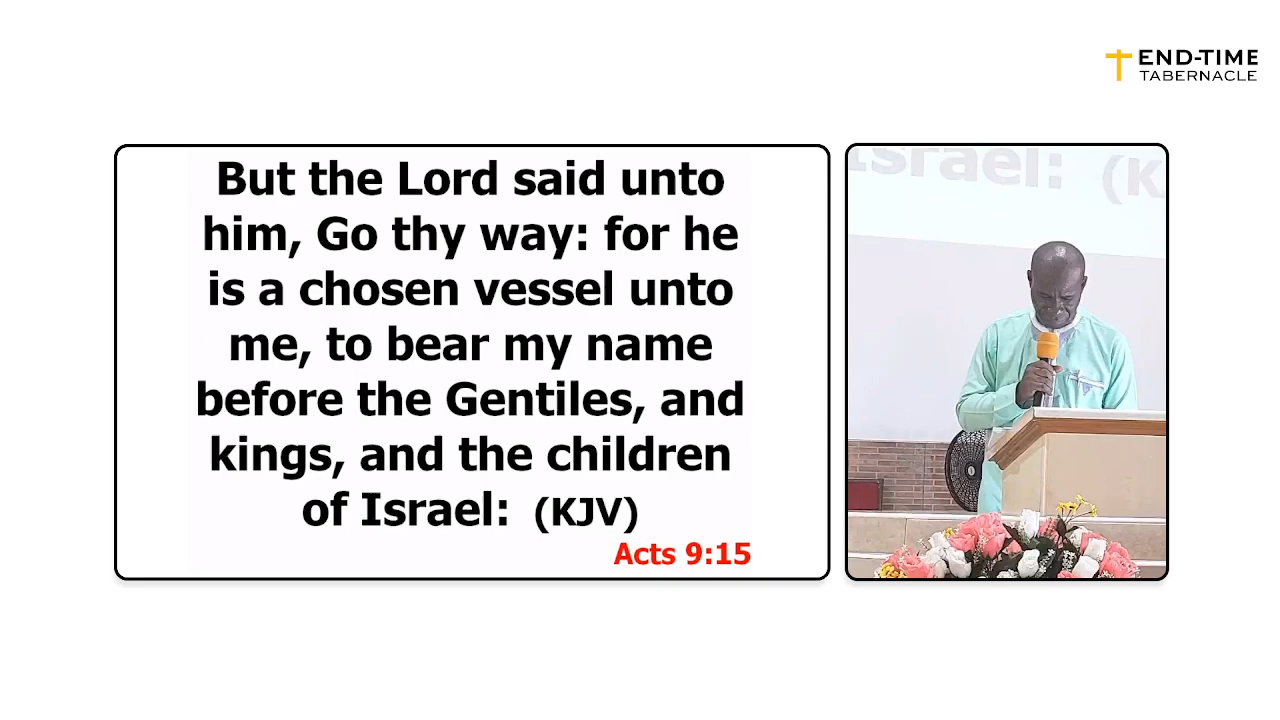 END-TIME
TABERNACLE
But the Lord said unto
him, Go thy way: for he
is a chosen vessel unto
me, to bear my name
before the Gentiles, and
kings, and the children
of Israel: (KJV)
Acts 9:15
Israel: (K